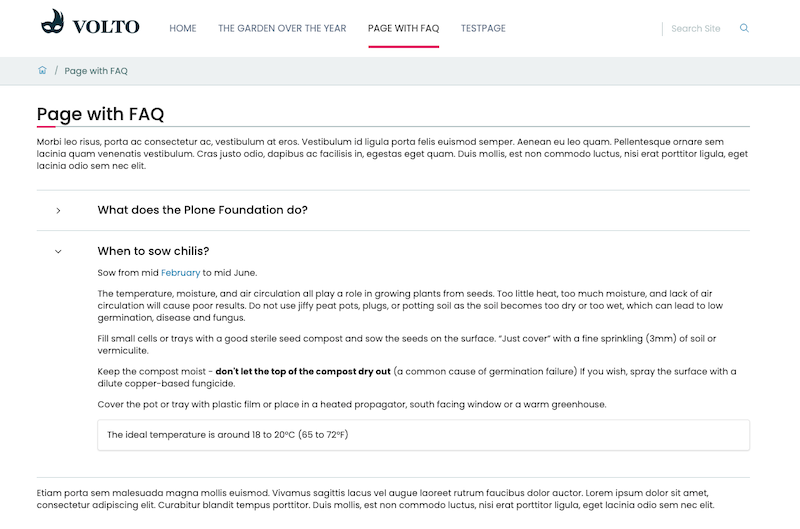 VOLTO
HOME THE GARDEN OVER THE YEAR PAGE WITH FAQ TESTPAGE
Search Site
/ Page with FAQ
Page with FAQ
Morbi leo risus, porta ac consectetur ac, vestibulum at eros. Vestibulum id ligula porta felis euismod semper. Aenean eu leo quam. Pellentesque ornare sem
lacinia quam venenatis vestibulum. Cras justo odio, dapibus ac facilisis in, egestas eget quam. Duis mollis, est non commodo luctus, nisi erat porttitor ligula, eget
lacinia odio sem nec elit.
What does the Plone Foundation do?
When to sow chilis?
Sow from mid February to mid June.
The temperature, moisture, and air circulation all play a role in growing plants from seeds. Too little heat, too much moisture, and lack of air
circulation will cause poor results. Do not use jiffy peat pots, plugs, or potting soil as the soil becomes too dry or too wet, which can lead to low
germination, disease and fungus.
Fill small cells or trays with a good sterile seed compost and sow the seeds on the surface. “Just cover” with a fine sprinkling (3mm) of soil or
vermiculite.
Keep the compost moist - don't let the top of the compost dry out (a common cause of germination failure) If you wish, spray the surface with a
dilute copper-based fungicide.
Cover the pot or tray with plastic film or place in a heated propagator, south facing window or a warm greenhouse.
The ideal temperature is around 18 to 20°C (65 to 72°F)
Etiam porta sem malesuada magna mollis euismod. Vivamus sagittis lacus vel augue laoreet rutrum faucibus dolor auctor. Lorem ipsum dolor sit amet,
consectetur adipiscing elit. Curabitur blandit tempus porttitor. Duis mollis, est non commodo luctus, nisi erat porttitor ligula, eget lacinia odio sem nec elit.